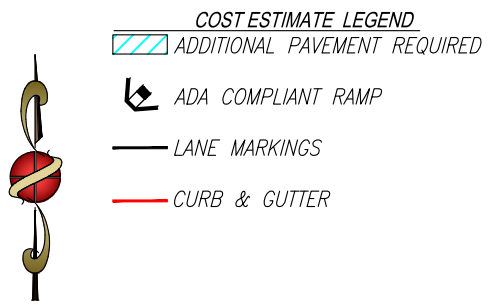 COST ESTIMATE LEGEND
ADDITIONAL PAVEMENT REQUIRED
ADA COMPLIANT RAMP
LANE MARKINGS
CURB & GUTTER